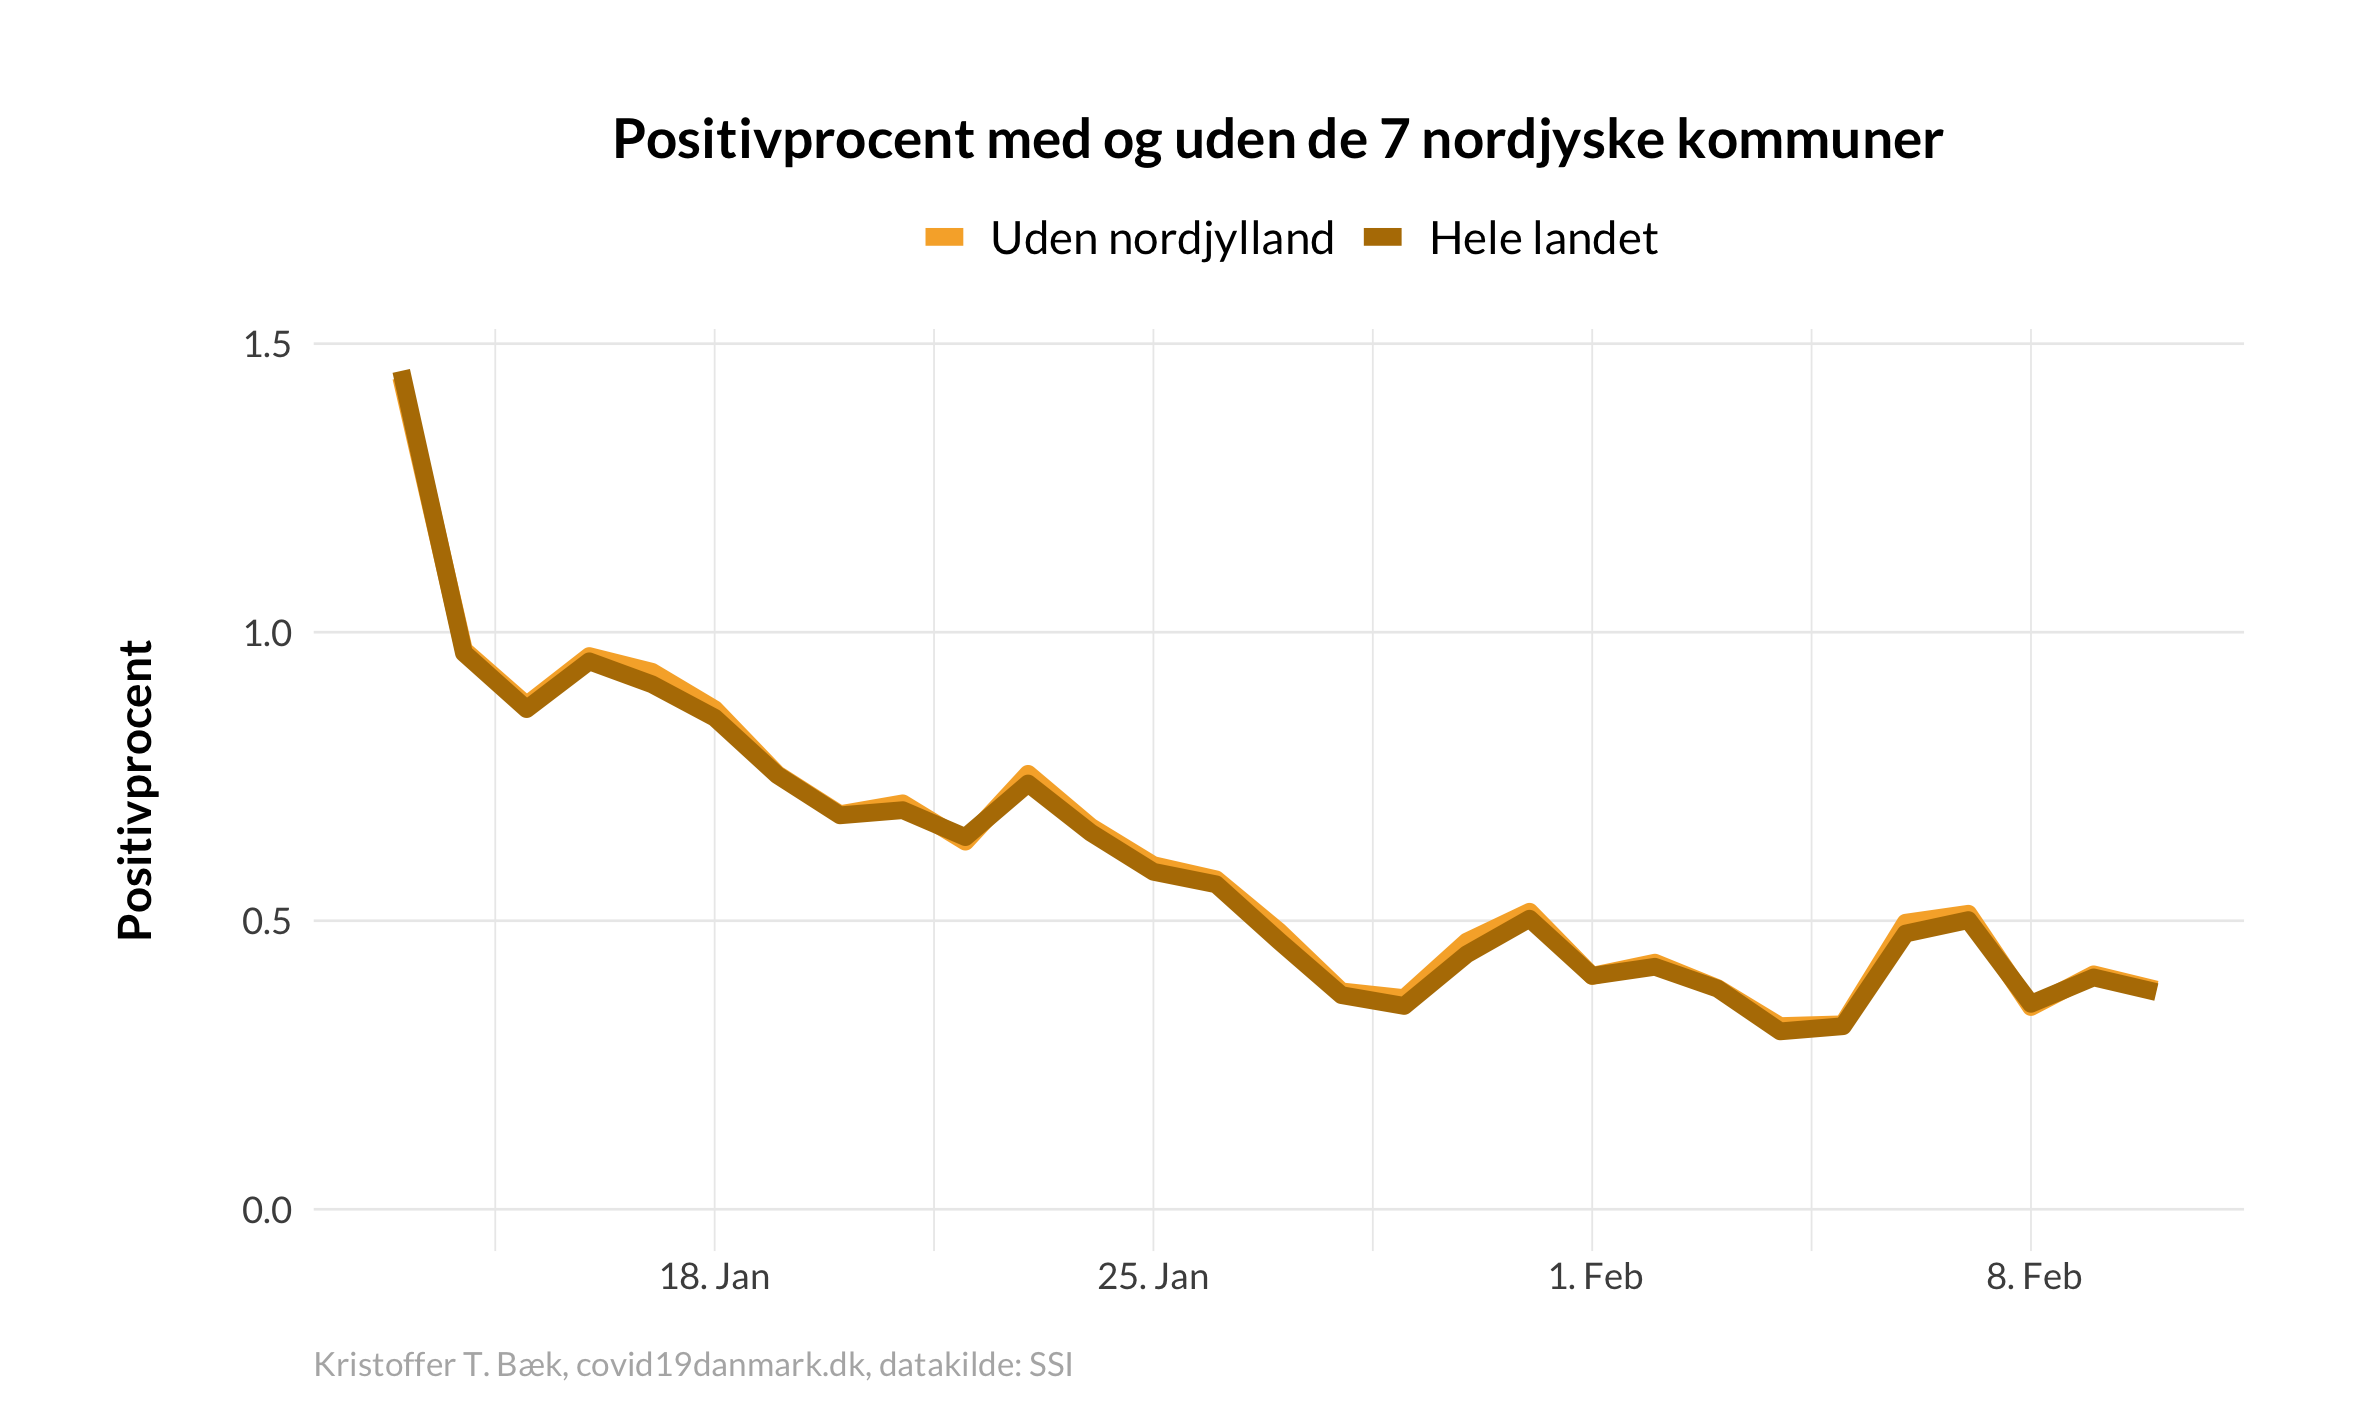 Positivprocent med og uden de 7 nordjyske kommuner
Uden nordjylland Hele landet
Positivprocent
1.5
1.0
0.5
0.0
18. Jan 25. Jan 1. Feb 8. Feb
Kristoffer T. Bæk, covid19danmark.dk, datakilde: SSI